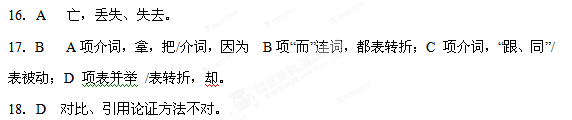 16．A 亡，丢失、失去。
17．B A 项介词，拿，把/介词，因为 B 项“而”连词，都表转折；C 项介词，“跟、同”/
表被动；D 项表并举 /表转折，却。
18．D 对比、引用论证方法不对。